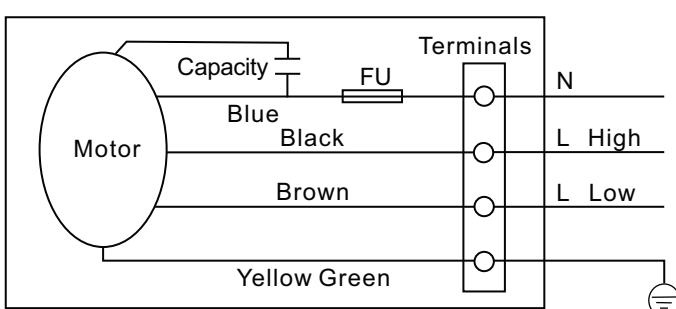 Terminals
Capacity
FU
N
Blue
Black
L High
Motor
Brown
L Low
Yellow Green